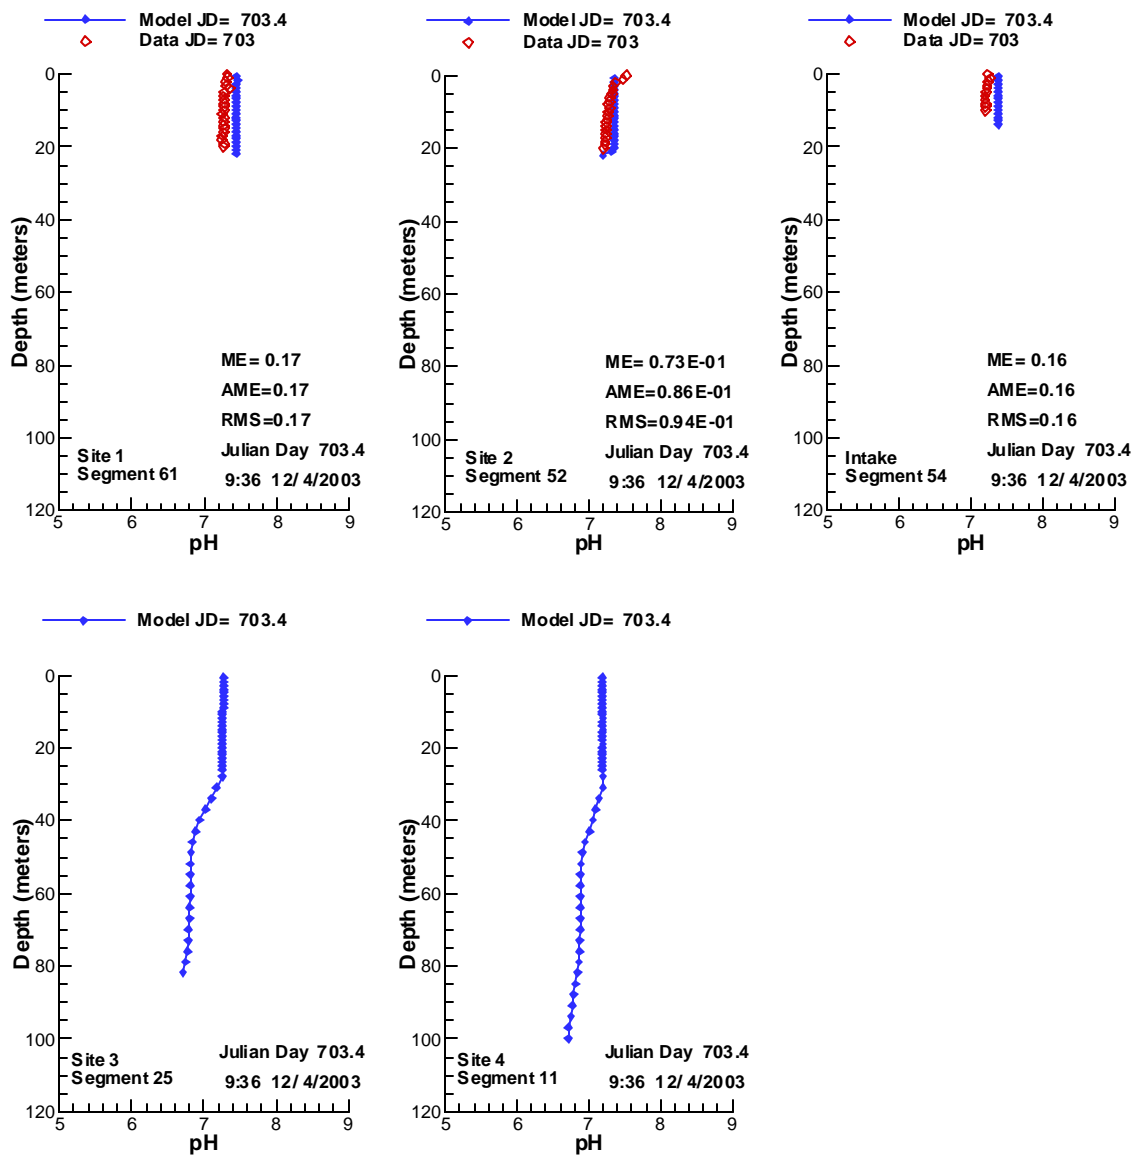 Model JD= 703.4
Data JD= 703
0
20
40
60
80
100
120
Depth (meters)
ME= 0.17
AME=0.17
RMS=0.17
Julian Day 703.4
9:36 12/ 4/2003
Site 1
Segment 61
5 6 7 8 9
pH
Model JD= 703.4
Data JD= 703
0
20
40
60
80
100
120
Depth (meters)
ME= 0.73E-01
AME=0.86E-01
RMS=0.94E-01
Julian Day 703.4
9:36 12/ 4/2003
Site 2
Segment 52
5 6 7 8 9
pH
Model JD= 703.4
Data JD= 703
0
20
40
60
80
100
120
Depth (meters)
ME= 0.16
AME=0.16
RMS=0.16
Julian Day 703.4
9:36 12/ 4/2003
Intake
Segment 54
5 6 7 8 9
pH
Model JD= 703.4
0
20
40
60
80
100
120
Depth (meters)
Julian Day 703.4
9:36 12/ 4/2003
Site 3
Segment 25
5 6 7 8 9
pH
Model JD= 703.4
0
20
40
60
80
100
120
Depth (meters)
Julian Day 703.4
9:36 12/ 4/2003
Site 4
Segment 11
5 6 7 8 9
pH